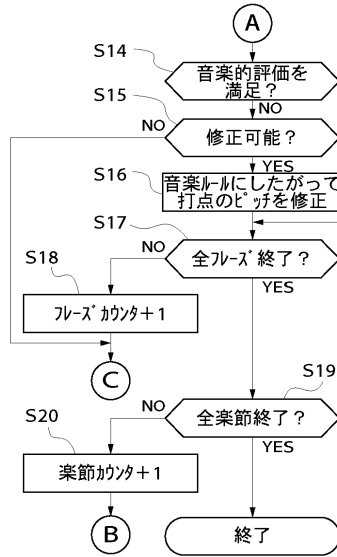 A
S14
音楽的評価を
満足？
NO
S15
NO
修正可能？
YES
S16
音楽ﾙｰﾙにしたがって
打点のﾋﾟｯﾁを修正
S17
NO
全ﾌﾚｰｽﾞ終了？
YES
S18
ﾌﾚｰｽﾞｶｳﾝﾀ＋1
C
S19
NO
全楽節終了？
YES
S20
楽節ｶｳﾝﾀ＋1
B
終了